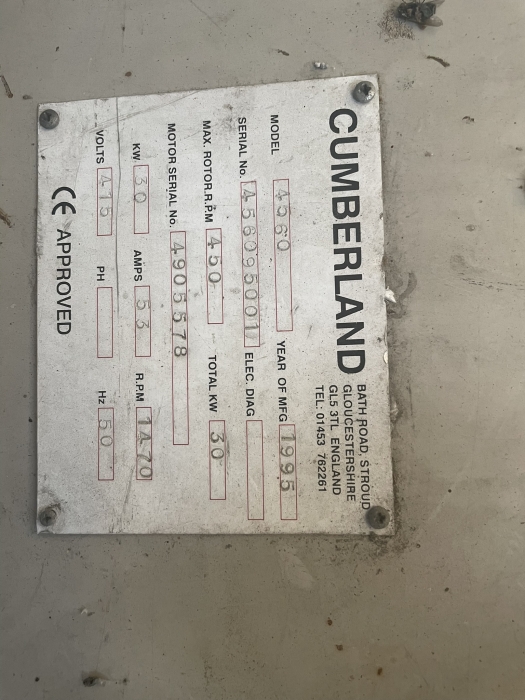 CUMBERLAND
BATH ROAD, STROUD
GLOUCESTERSHIRE
GL5 3TL ENGLAND
TEL: 01453 762261
MODEL 4560 YEAR OF MFG 1995
SERIAL No. 456095001 ELEC. DIAG
MAX. ROTOR.R.P.M 450 TOTAL KW 30
MOTOR SERIAL No. 4905578
KW 30 AMPS 53 R.P.M 1470
VOLTS 415 PH Hz 50
CE APPROVED